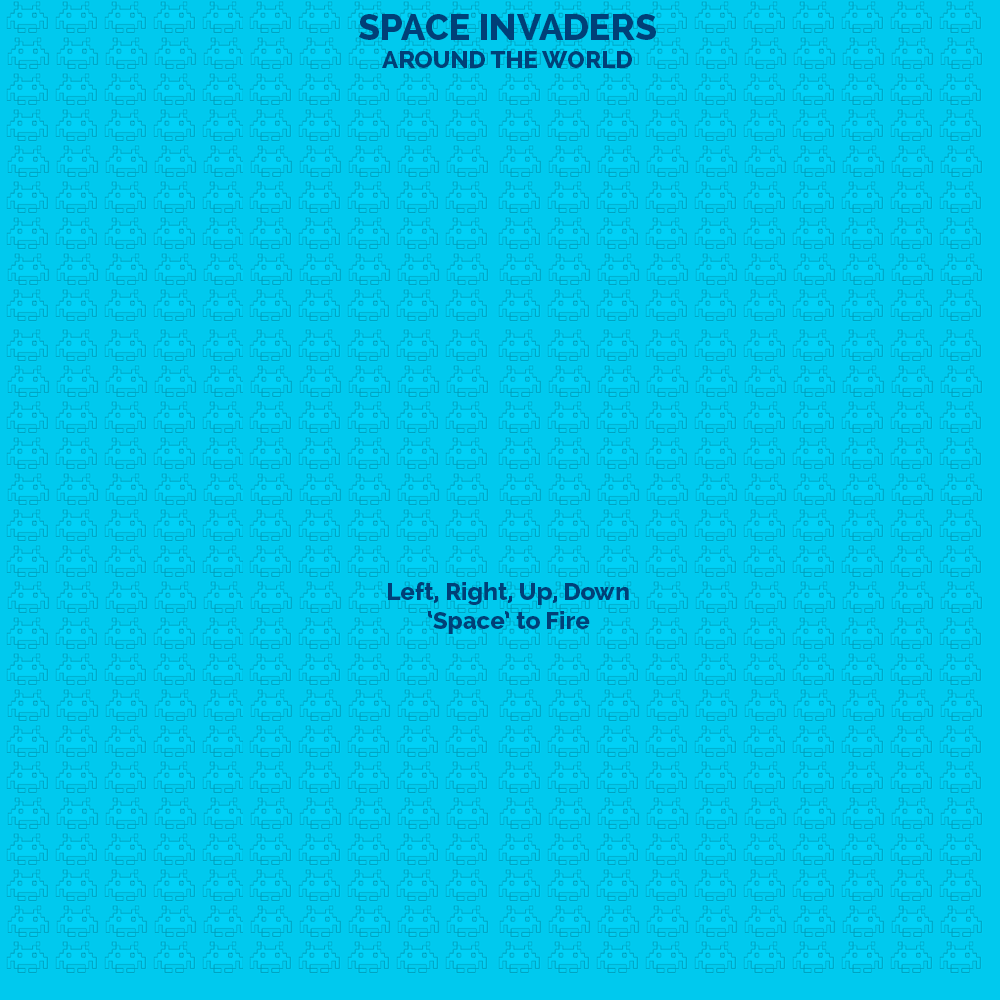 SPACE INVADERS
AROUND THE WORLD
Left, Right, Up, Down
‘Space‘ to Fire